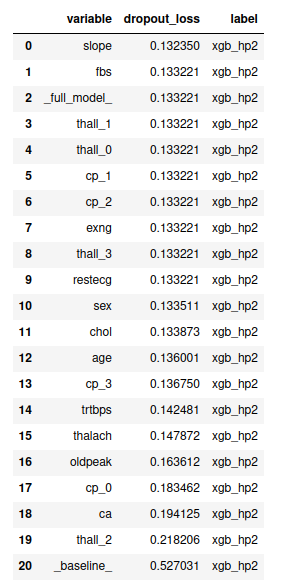 variable dropout_loss label
0 slope 0.132350 xgb_hp2
1 fbs 0.133221 xgb_hp2
2 _full_model_ 0.133221 xgb_hp2
3 thall_1 0.133221 xgb_hp2
4 thall_0 0.133221 xgb_hp2
5 cp_1 0.133221 xgb_hp2
6 cp_2 0.133221 xgb_hp2
7 exng 0.133221 xgb_hp2
8 thall_3 0.133221 xgb_hp2
9 restecg 0.133221 xgb_hp2
10 sex 0.133511 xgb_hp2
11 chol 0.133873 xgb_hp2
12 age 0.136001 xgb_hp2
13 cp_3 0.136750 xgb_hp2
14 trtbps 0.142481 xgb_hp2
15 thalach 0.147872 xgb_hp2
16 oldpeak 0.163612 xgb_hp2
17 cp_0 0.183462 xgb_hp2
18 ca 0.194125 xgb_hp2
19 thall_2 0.218206 xgb_hp2
20 _baseline_ 0.527031 xgb_hp2